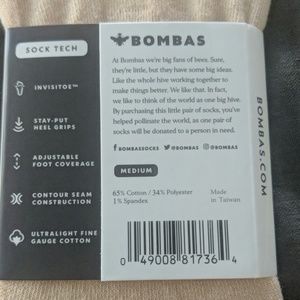 SOCK TECH
INVISITOE™
STAY-PUT
HEEL GRIPS
ADJUSTABLE
FOOT COVERAGE
CONTOUR SEAM
CONSTRUCTION
ULTRALIGHT FINE
GAUGE COTTON
BOMBAS
At Bombas we're big fans of bees. Sure,
they're little, but they have some big ideas.
Like the whole hive working together to
make things better. We like that. In fact,
we like to think of the world as one big hive.
By purchasing this little pair of socks, you've
helped pollinate the world, as one pair of
socks will be donated to a person in need.
BOMBASSOCKS @BOMBAS @BOMBAS
MEDIUM
65% Cotton / 34% Polyester
1% Spandex
Made
in Taiwan
0 49008 81736 4
BOMBAS.COM